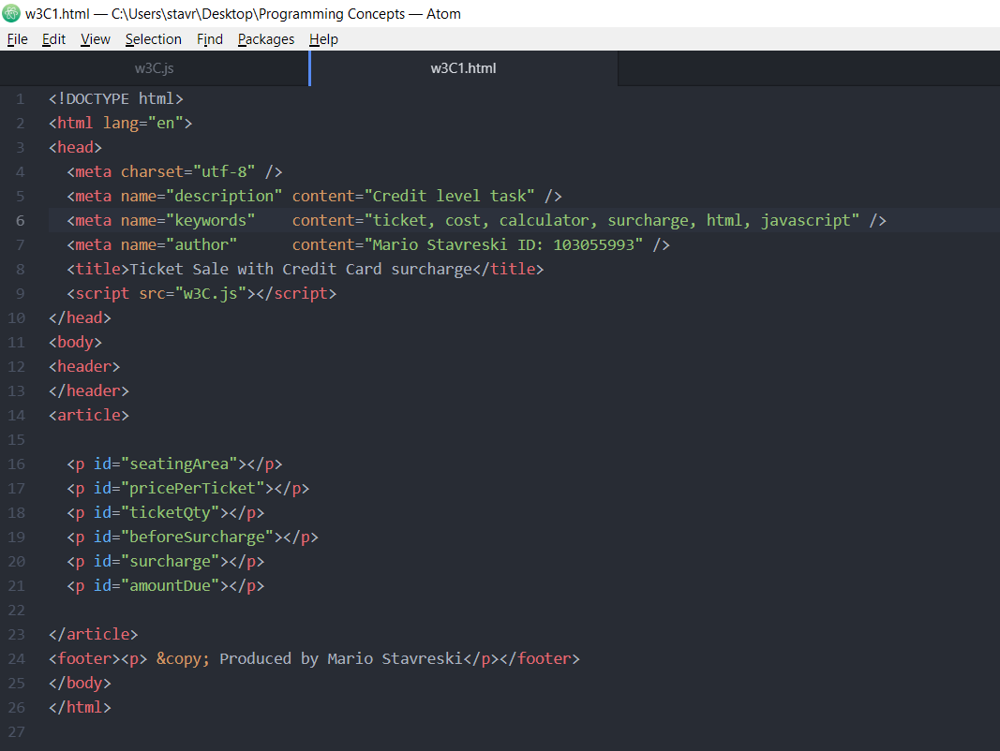 w3C1.html — C:\Users\stavr\Desktop\Programming Concepts — Atom
File Edit View Selection Find Packages Help
w3C.js w3C1.html
1 <!DOCTYPE html>
2 <html lang="en">
3 <head>
4   <meta charset="utf-8" />
5   <meta name="description" content="Credit level task" />
6   <meta name="keywords"    content="ticket, cost, calculator, surcharge, html, javascript" />
7   <meta name="author"      content="Mario Stavreski ID: 103055993" />
8   <title>Ticket Sale with Credit Card surcharge</title>
9   <script src="w3C.js"></script>
10 </head>
11 <body>
12 <header>
13 </header>
14 <article>
15
16   <p id="seatingArea"></p>
17   <p id="pricePerTicket"></p>
18   <p id="ticketQty"></p>
19   <p id="beforeSurcharge"></p>
20   <p id="surcharge"></p>
21   <p id="amountDue"></p>
22
23 </article>
24 <footer><p> &copy; Produced by Mario Stavreski</p></footer>
25 </body>
26 </html>
27